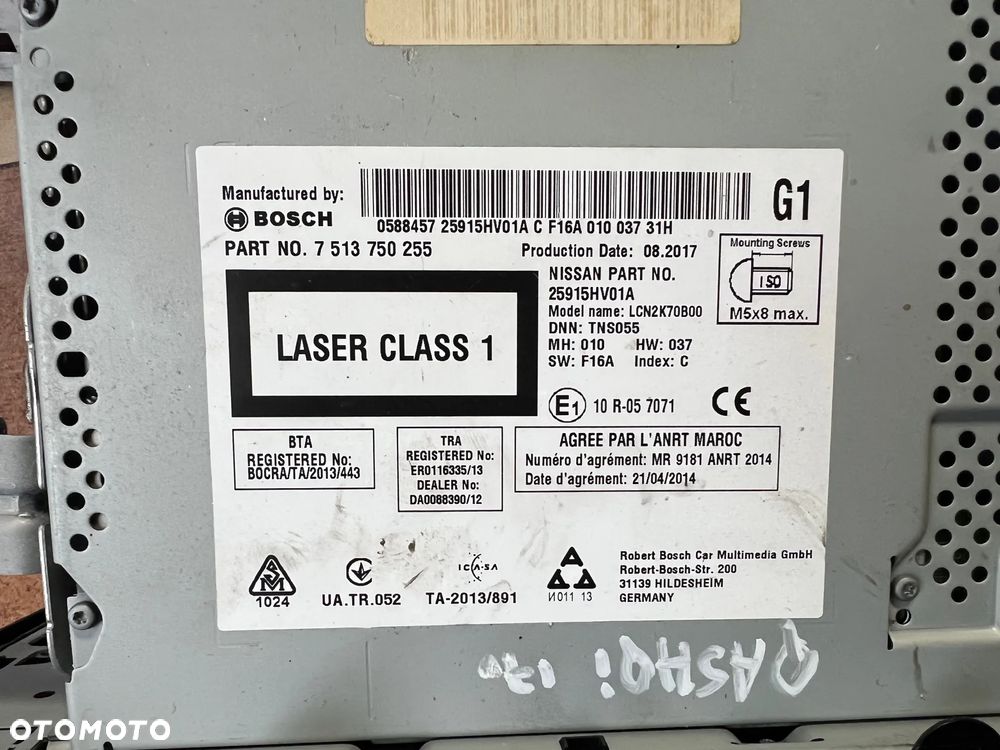 Manufactured by:
BOSCH
0588457 25915HV01A C F16A 010 037 31H
G1
PART NO. 7 513 750 255
Production Date: 08.2017
LASER CLASS 1
NISSAN PART NO.
25915HV01A
Model name: LCN2K70B00
DNN: TNS055
MH: 010 HW: 037
SW: F16A Index: C
Mounting Screws
ISO
M5x8 max.
E1 10 R-05 7071
CE
BTA
REGISTERED No:
BOCRA/TA/2013/443
TRA
REGISTERED No:
ER0116335/13
DEALER No:
DA0088390/12
AGREE PAR L'ANRT MAROC
Numéro d'agrément: MR 9181 ANRT 2014
Date d'agrément: 21/04/2014
1024
UA.TR.052
ICASA
TA-2013/891
И011 13
Robert Bosch Car Multimedia GmbH
Robert-Bosch-Str. 200
31139 HILDESHEIM
GERMANY
QASHQi 17
OTOMOTO